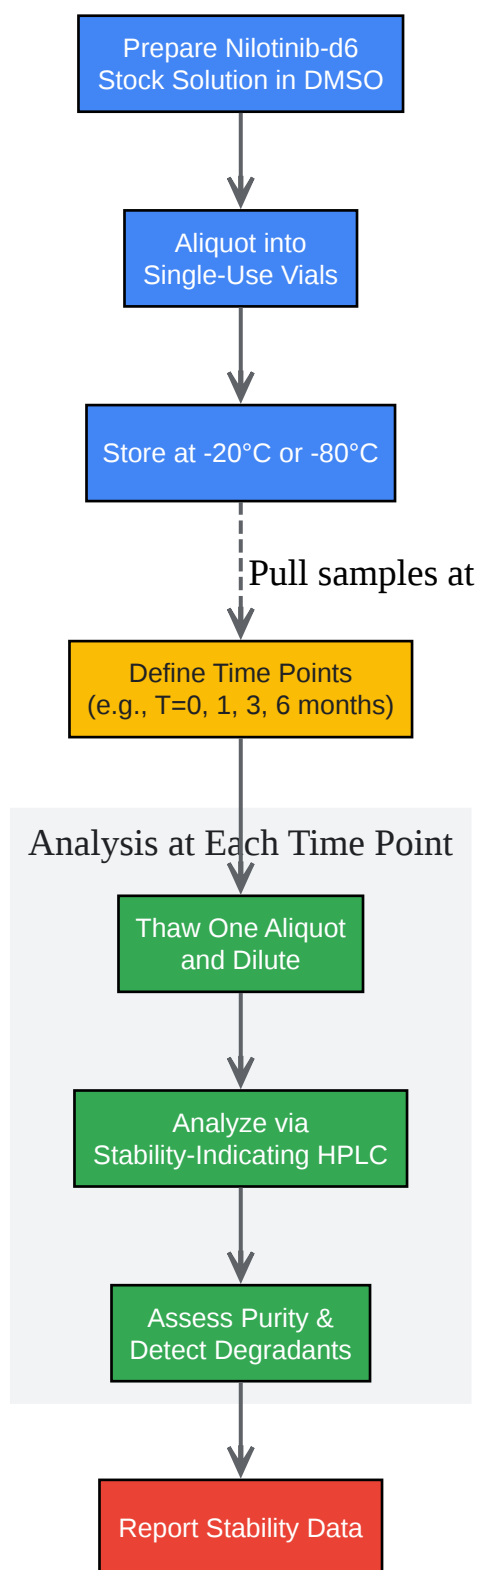 Prepare Nilotinib-d6
Stock Solution in DMSO
Aliquot into
Single-Use Vials
Store at -20°C or -80°C
Pull samples at
Define Time Points
(e.g., T=0, 1, 3, 6 months)
Analysis at Each Time Point
Thaw One Aliquot
and Dilute
Analyze via
Stability-Indicating HPLC
Assess Purity &
Detect Degradants
Report Stability Data